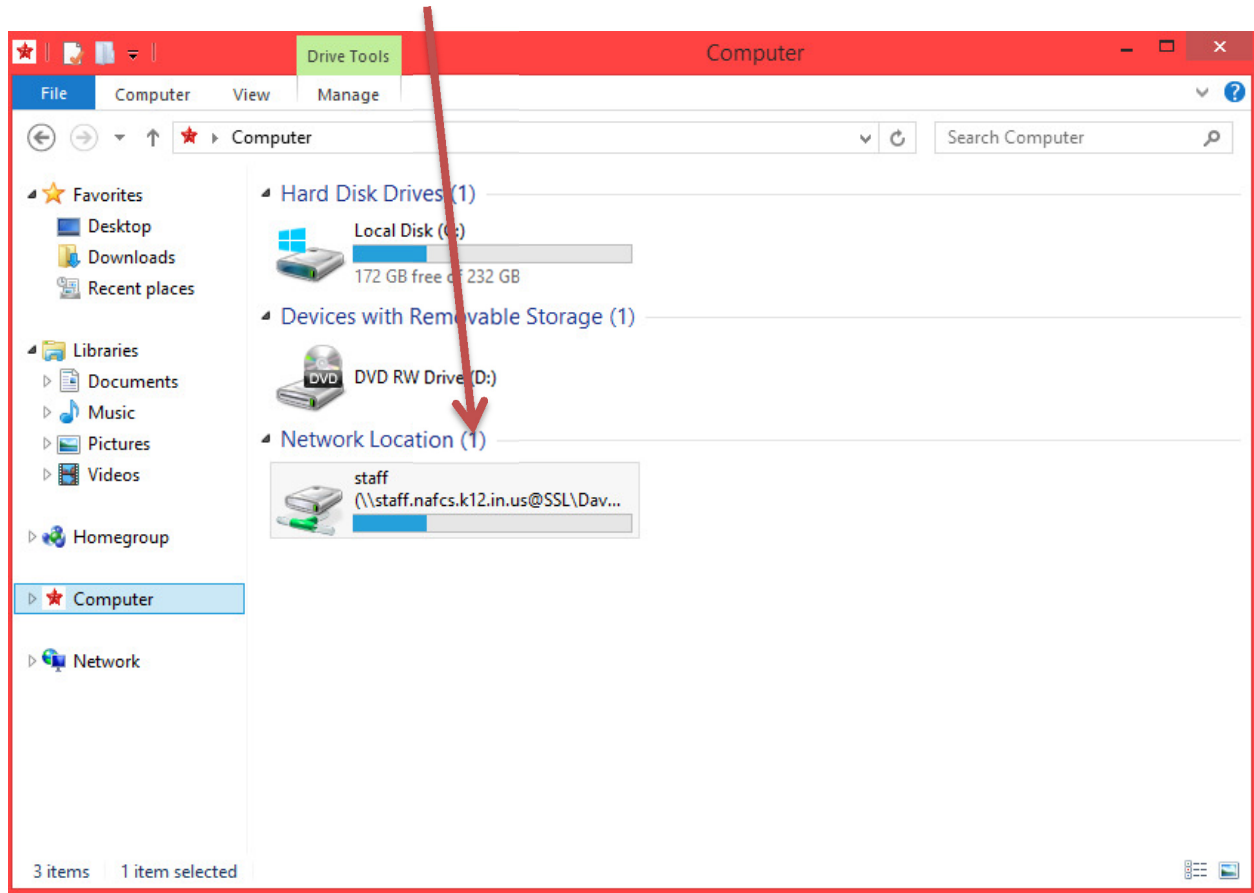 Drive Tools
Computer
File Computer View Manage
Computer
Search Computer
Favorites
Desktop
Downloads
Recent places
Libraries
Documents
Music
Pictures
Videos
Homegroup
Computer
Network
Hard Disk Drives (1)
Local Disk (C:)
172 GB free of 232 GB
Devices with Removable Storage (1)
DVD
DVD RW Drive (D:)
Network Location (1)
staff
(\\staff.nafcs.k12.in.us@SSL\Dav...
3 items 1 item selected